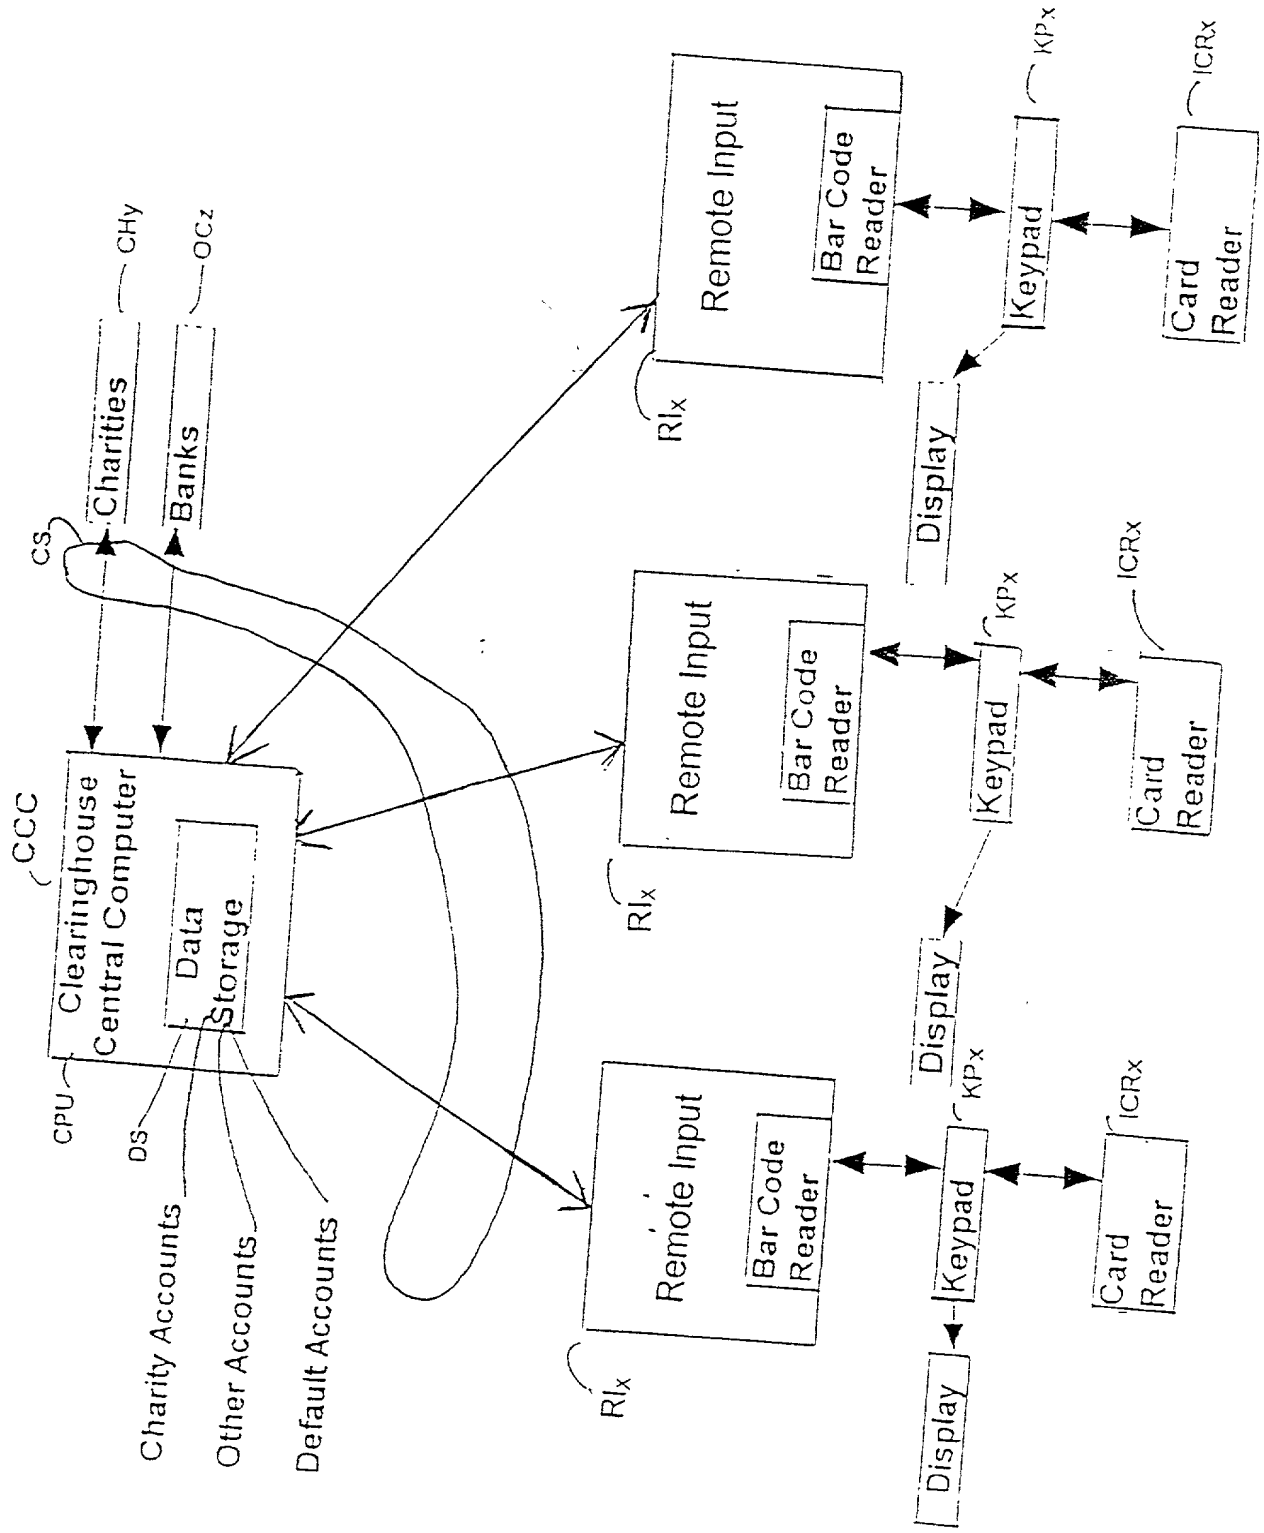 CCC
CPU
Clearinghouse
Central Computer
DS
Data
Storage
Charity Accounts
Other Accounts
Default Accounts
CS
Charities
CHy
Banks
OCz
RIx
Remote Input
Bar Code
Reader
Display
Keypad
KPx
Card
Reader
ICRx
RIx
Remote Input
Bar Code
Reader
Display
Keypad
KPx
Card
Reader
ICRx
RIx
Remote Input
Bar Code
Reader
Display
Keypad
KPx
Card
Reader
ICRx